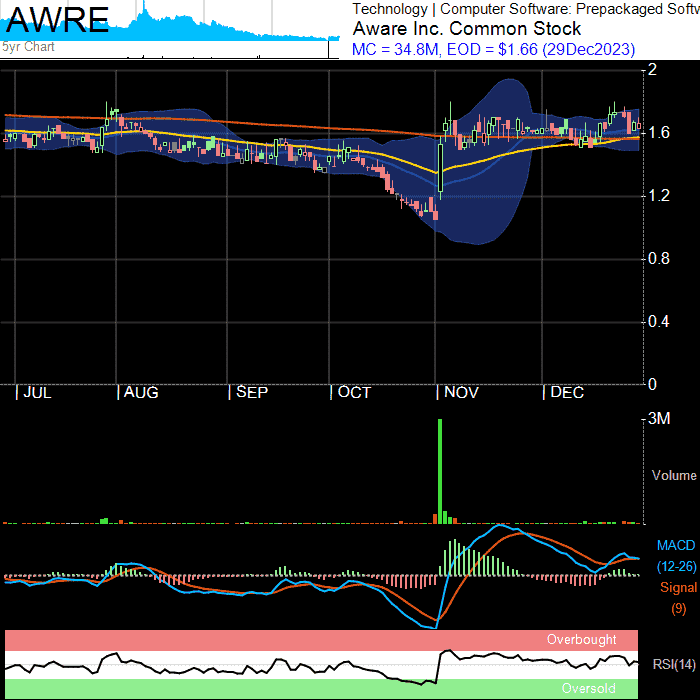 AWRE
5yr Chart
Technology | Computer Software: Prepackaged Softw
Aware Inc. Common Stock
MC = 34.8M, EOD = $1.66 (29Dec2023)
2
1.6
1.2
0.8
0.4
0
JUL AUG SEP OCT NOV DEC
3M
Volume
MACD
(12-26)
Signal
(9)
Overbought
RSI(14)
Oversold